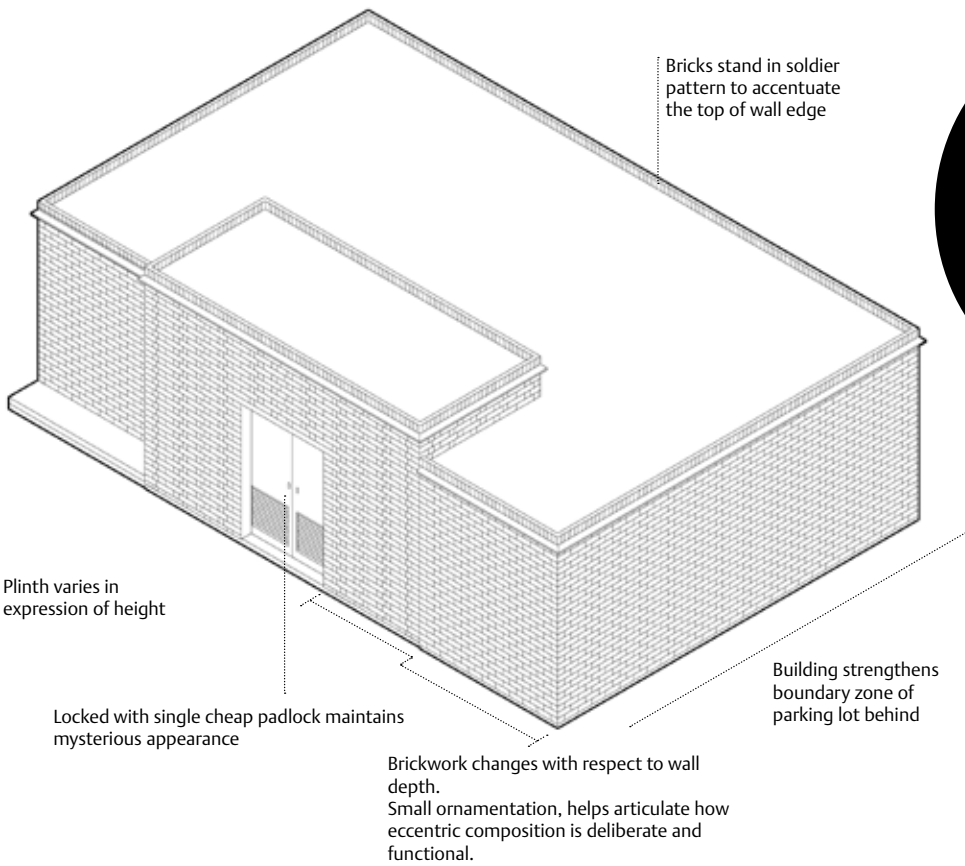 Bricks stand in soldier
pattern to accentuate
the top of wall edge
Plinth varies in
expression of height
Building strengthens
boundary zone of
parking lot behind
Locked with single cheap padlock maintains
mysterious appearance
Brickwork changes with respect to wall
depth.
Small ornamentation, helps articulate how
eccentric composition is deliberate and
functional.